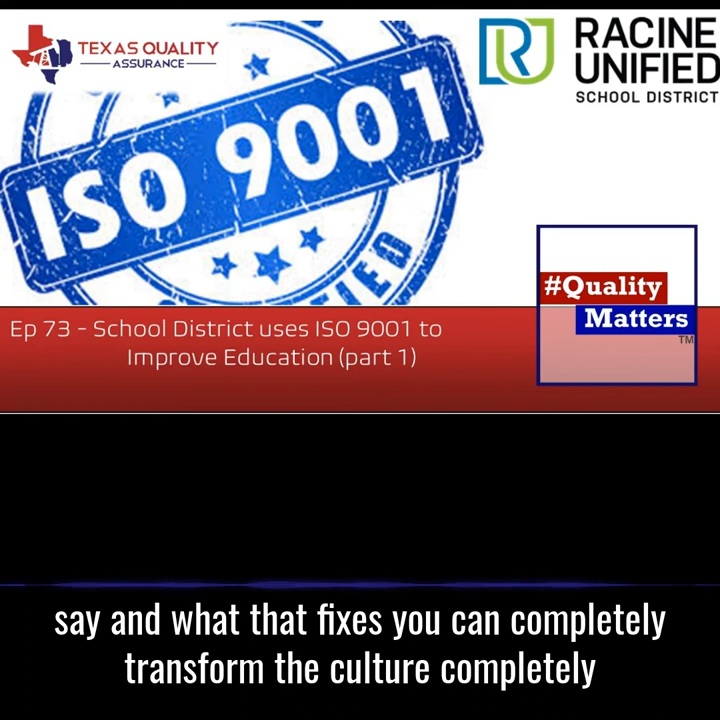 TEXAS QUALITY
ASSURANCE
RACINE
UNIFIED
SCHOOL DISTRICT
ISO 9001
#Quality
Matters
TM
Ep 73 - School District uses ISO 9001 to
Improve Education (part 1)
say and what that fixes you can completely
transform the culture completely